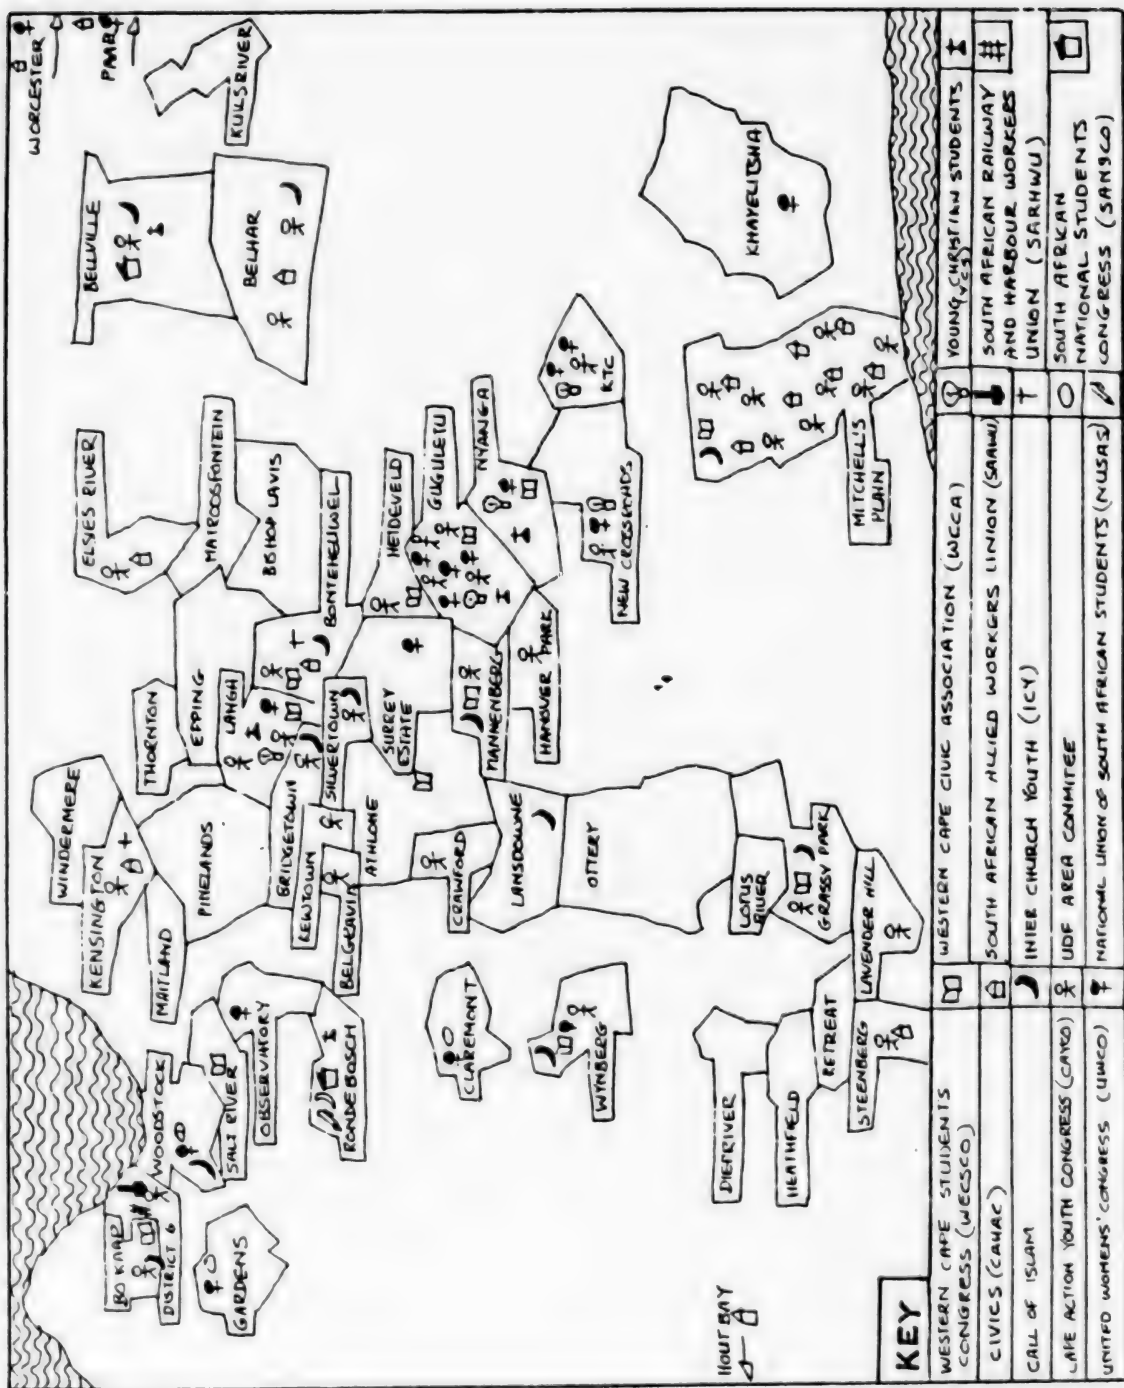 WORCESTER
PAARL
KUILSRIVER
BELLVILLE
BELHAR
KHAYELITSHA
ELSIES RIVER
MATROOSFONTEIN
BISHOP LAVIS
BONTEHEUWEL
HEIDEVELD
GUGULETU
NYANGA
KTC
NEW CROSSROADS
MITCHELL'S
PLAIN
THORNTON
EPPING
LANGA
SILVERTOWN
SURREY
ESTATE
MANNENBERG
HANOVER PARK
WINDERMERE
KENSINGTON
MAITLAND
PINELANDS
BRIDGETOWN
KEWTOWN
BELGRAVIA
ATHLONE
CRAWFORD
LANSDOWNE
OTTERY
LOTUS
RIVER
GRASSY PARK
LAVENDER HILL
BO KAAP
DISTRICT 6
WOODSTOCK
SALT RIVER
OBSERVATORY
RONDEBOSCH
CLAREMONT
WYNBERG
DIEPRIVER
HEATHFIELD
RETREAT
STEENBERG
GARDENS
HOUT BAY
KEY
WESTERN CAPE STUDENTS
CONGRESS (WECSCO)
CIVICS (CAHAC)
CALL OF ISLAM
CAPE ACTION YOUTH CONGRESS (CAYCO)
UNITED WOMENS' CONGRESS (UWCO)
WESTERN CAPE CIVIC ASSOCIATION (WCCA)
SOUTH AFRICAN ALLIED WORKERS UNION (SAAWU)
INTER CHURCH YOUTH (ICY)
UDF AREA COMMITEE
NATIONAL UNION OF SOUTH AFRICAN STUDENTS (NUSAS)
YOUNG CHRISTIAN STUDENTS
(YCS)
SOUTH AFRICAN RAILWAY
AND HARBOUR WORKERS
UNION (SARHWU)
SOUTH AFRICAN
NATIONAL STUDENTS
CONGRESS (SANSCO)